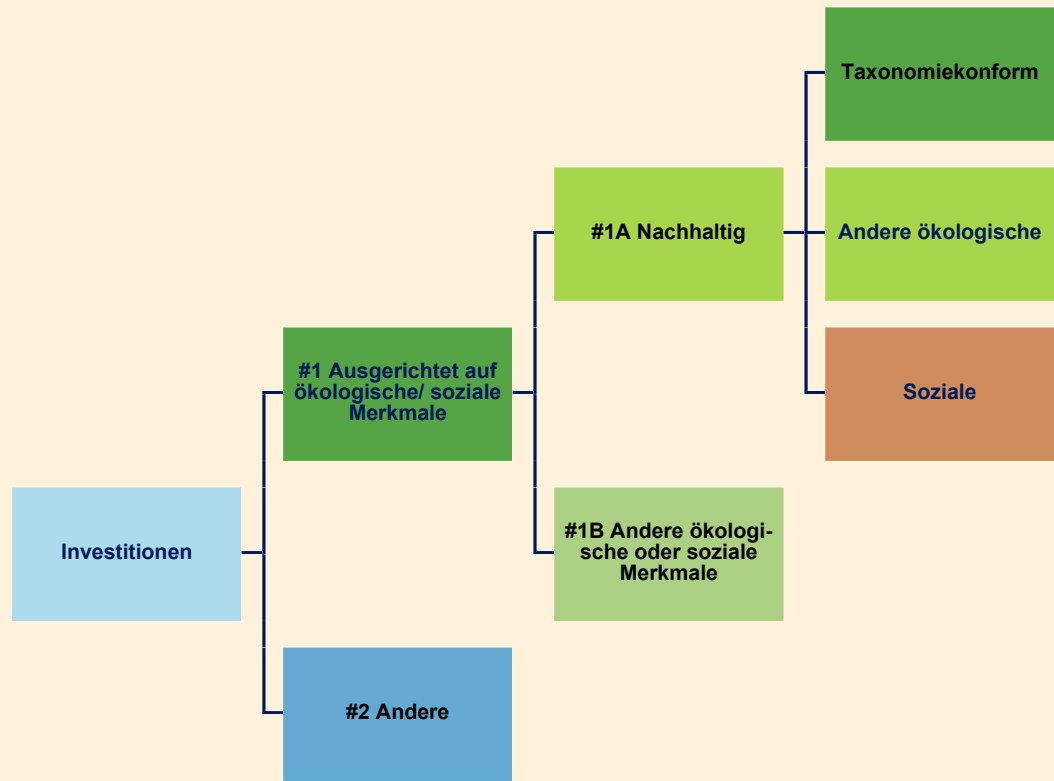 Taxonomiekonform
#1A Nachhaltig
Andere ökologische
#1 Ausgerichtet auf
ökologische/ soziale
Merkmale
Soziale
Investitionen
#1B Andere ökologi-
sche oder soziale
Merkmale
#2 Andere